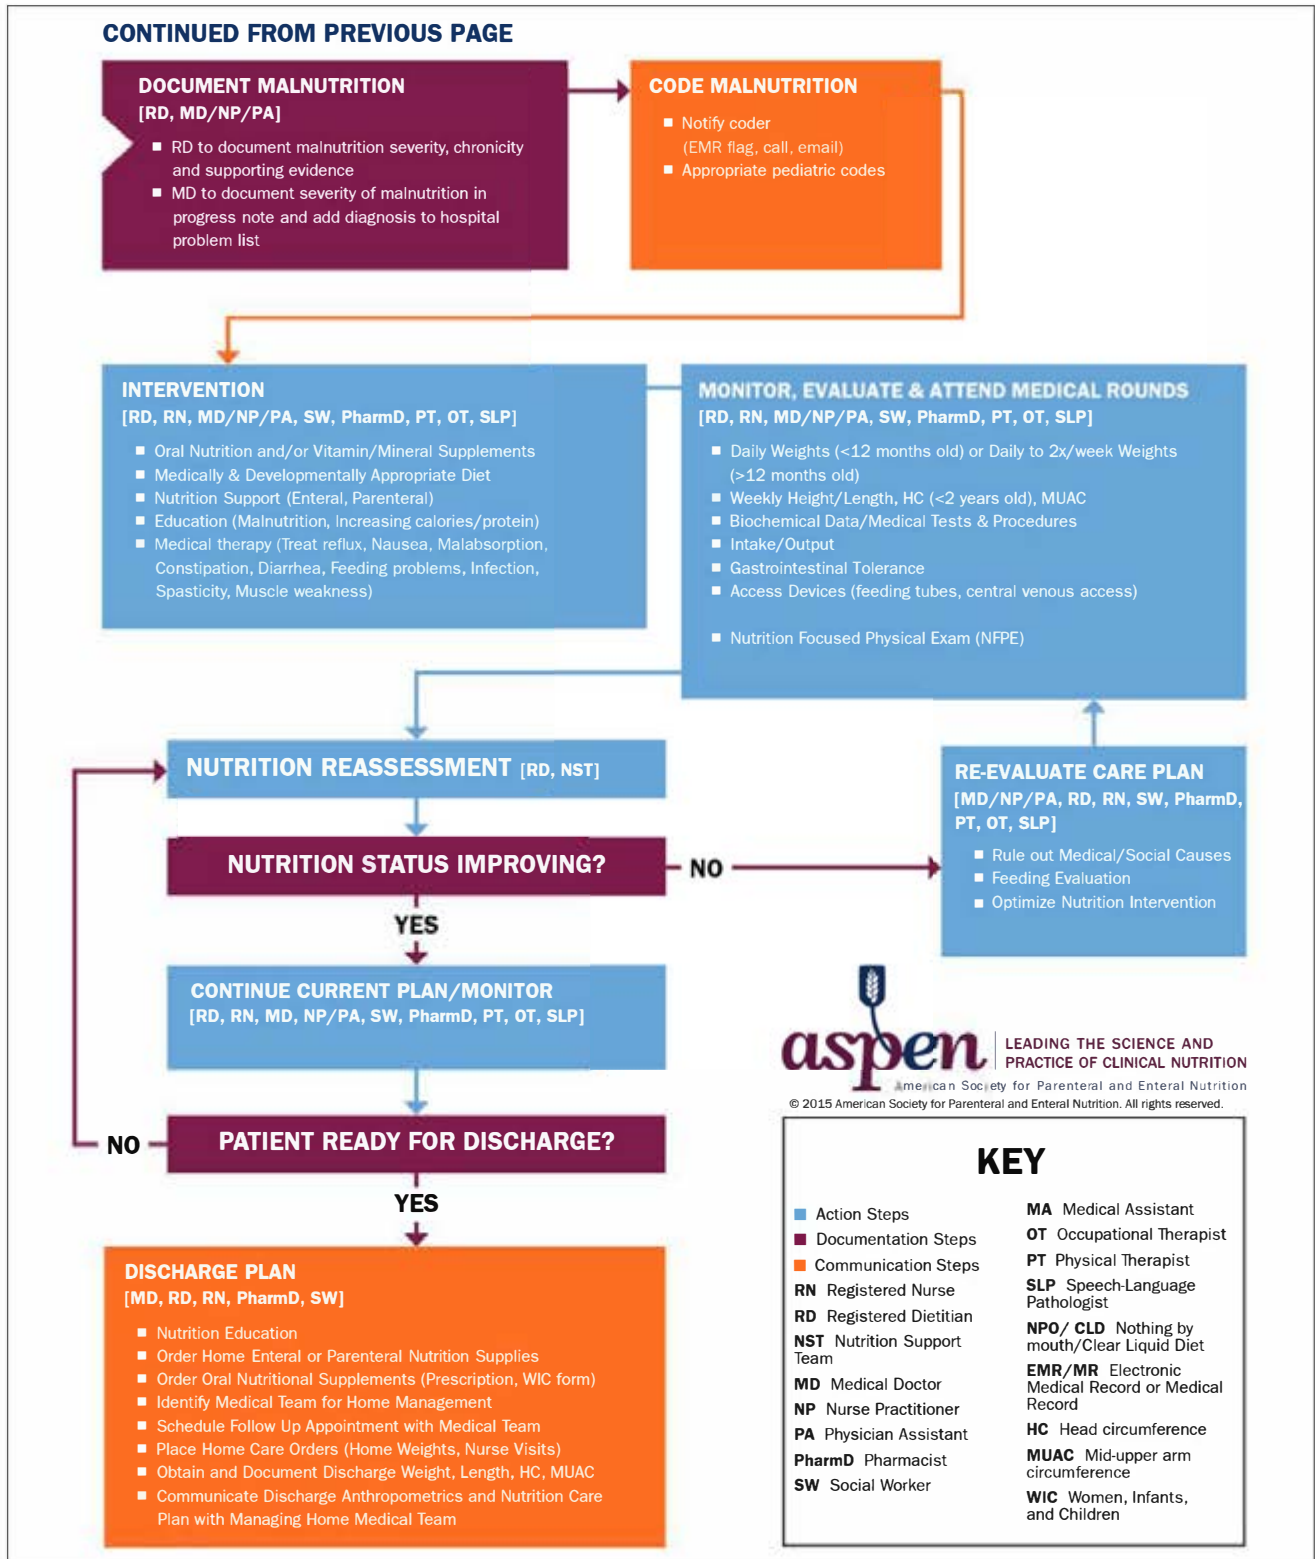 CONTINUED FROM PREVIOUS PAGE
DOCUMENT MALNUTRITION
[RD, MD/NP/PA]
■ RD to document malnutrition severity, chronicity
and supporting evidence
■ MD to document severity of malnutrition in
progress note and add diagnosis to hospital
problem list
CODE MALNUTRITION
■ Notify coder
(EMR flag, call, email)
■ Appropriate pediatric codes
INTERVENTION
[RD, RN, MD/NP/PA, SW, PharmD, PT, OT, SLP]
■ Oral Nutrition and/or Vitamin/Mineral Supplements
■ Medically & Developmentally Appropriate Diet
■ Nutrition Support (Enteral, Parenteral)
■ Education (Malnutrition, Increasing calories/protein)
■ Medical therapy (Treat reflux, Nausea, Malabsorption,
Constipation, Diarrhea, Feeding problems, Infection,
Spasticity, Muscle weakness)
MONITOR, EVALUATE & ATTEND MEDICAL ROUNDS
[RD, RN, MD/NP/PA, SW, PharmD, PT, OT, SLP]
■ Daily Weights (<12 months old) or Daily to 2x/week Weights
(>12 months old)
■ Weekly Height/Length, HC (<2 years old), MUAC
■ Biochemical Data/Medical Tests & Procedures
■ Intake/Output
■ Gastrointestinal Tolerance
■ Access Devices (feeding tubes, central venous access)
■ Nutrition Focused Physical Exam (NFPE)
NUTRITION REASSESSMENT [RD, NST]
NUTRITION STATUS IMPROVING?
NO
RE-EVALUATE CARE PLAN
[MD/NP/PA, RD, RN, SW, PharmD,
PT, OT, SLP]
■ Rule out Medical/Social Causes
■ Feeding Evaluation
■ Optimize Nutrition Intervention
YES
CONTINUE CURRENT PLAN/MONITOR
[RD, RN, MD, NP/PA, SW, PharmD, PT, OT, SLP]
NO
PATIENT READY FOR DISCHARGE?
YES
DISCHARGE PLAN
[MD, RD, RN, PharmD, SW]
■ Nutrition Education
■ Order Home Enteral or Parenteral Nutrition Supplies
■ Order Oral Nutritional Supplements (Prescription, WIC form)
■ Identify Medical Team for Home Management
■ Schedule Follow Up Appointment with Medical Team
■ Place Home Care Orders (Home Weights, Nurse Visits)
■ Obtain and Document Discharge Weight, Length, HC, MUAC
■ Communicate Discharge Anthropometrics and Nutrition Care
Plan with Managing Home Medical Team
aspen
LEADING THE SCIENCE AND
PRACTICE OF CLINICAL NUTRITION
American Society for Parenteral and Enteral Nutrition
© 2015 American Society for Parenteral and Enteral Nutrition. All rights reserved.
KEY
■ Action Steps
■ Documentation Steps
■ Communication Steps
RN Registered Nurse
RD Registered Dietitian
NST Nutrition Support
Team
MD Medical Doctor
NP Nurse Practitioner
PA Physician Assistant
PharmD Pharmacist
SW Social Worker
MA Medical Assistant
OT Occupational Therapist
PT Physical Therapist
SLP Speech-Language
Pathologist
NPO/ CLD Nothing by
mouth/Clear Liquid Diet
EMR/MR Electronic
Medical Record or Medical
Record
HC Head circumference
MUAC Mid-upper arm
circumference
WIC Women, Infants,
and Children